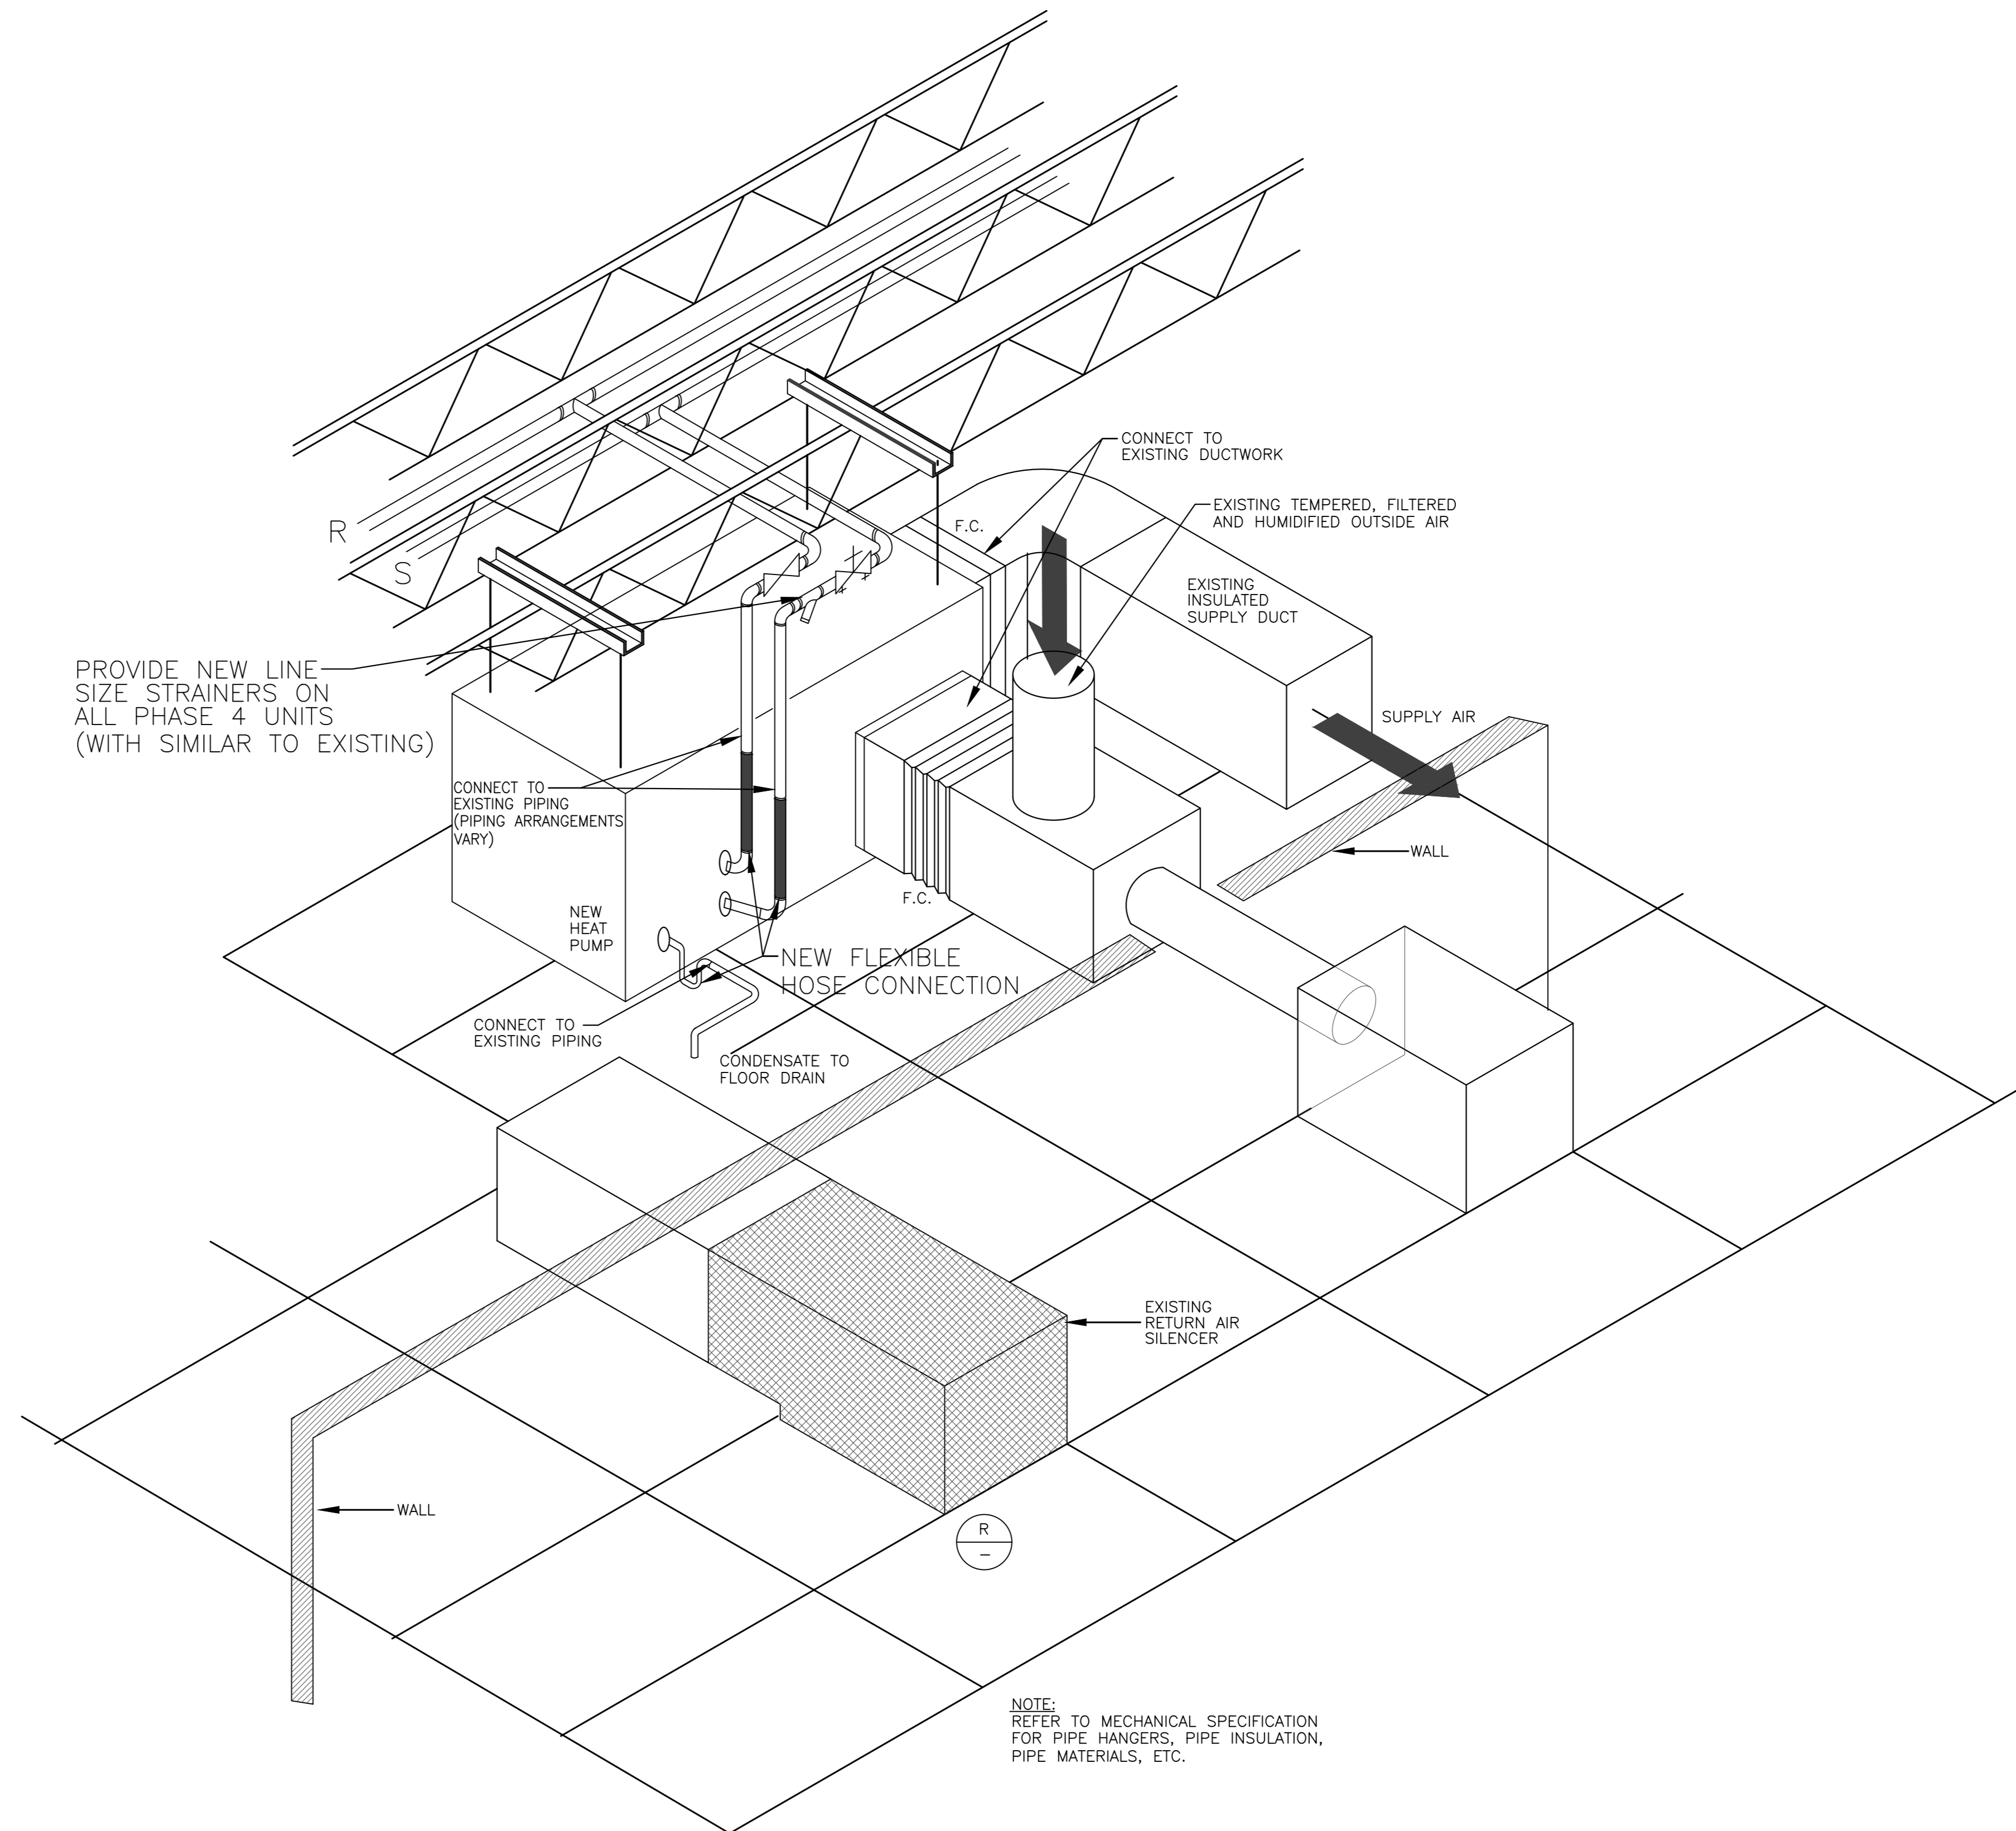 CONNECT TO
EXISTING DUCTWORK
F.C.
EXISTING TEMPERED, FILTERED
AND HUMIDIFIED OUTSIDE AIR
R
S
EXISTING
INSULATED
SUPPLY DUCT
PROVIDE NEW LINE
SIZE STRAINERS ON
ALL PHASE 4 UNITS
(WITH SIMILAR TO EXISTING)
SUPPLY AIR
CONNECT TO
EXISTING PIPING
(PIPING ARRANGEMENTS
VARY)
WALL
F.C.
NEW
HEAT
PUMP
NEW FLEXIBLE
HOSE CONNECTION
CONNECT TO
EXISTING PIPING
CONDENSATE TO
FLOOR DRAIN
EXISTING
RETURN AIR
SILENCER
WALL
R
–
NOTE:
REFER TO MECHANICAL SPECIFICATION
FOR PIPE HANGERS, PIPE INSULATION,
PIPE MATERIALS, ETC.